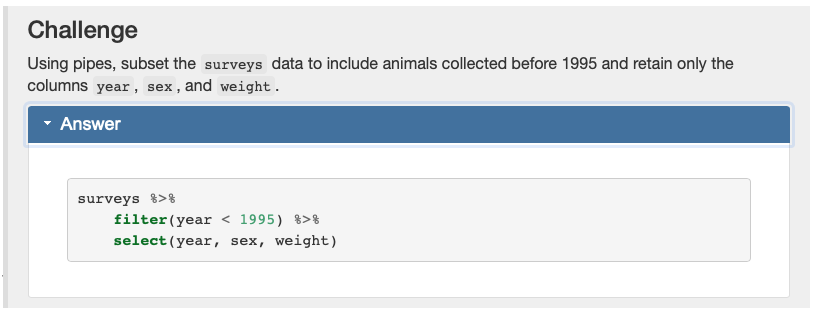 Challenge
Using pipes, subset the surveys data to include animals collected before 1995 and retain only the
columns year , sex , and weight .
Answer
surveys %>%
    filter(year < 1995) %>%
    select(year, sex, weight)